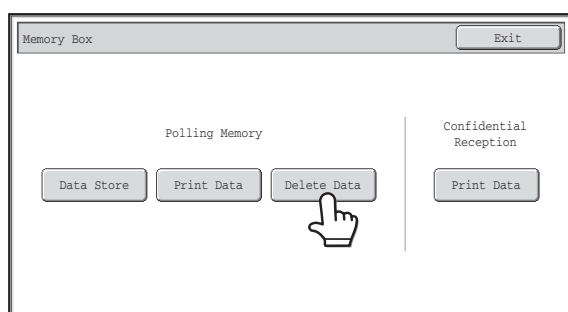 Memory Box
Exit
Polling Memory
Confidential
Reception
Data Store
Print Data
Delete Data
Print Data